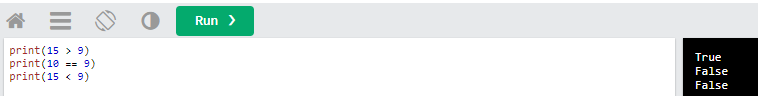 Run ❯
print(15 > 9)
print(10 == 9)
print(15 < 9)
True
False
False